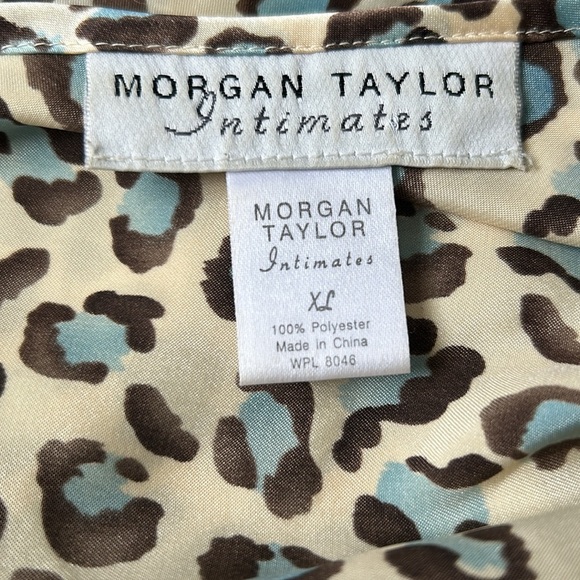 MORGAN TAYLOR
Intimates
MORGAN
TAYLOR
Intimates
XL
100% Polyester
Made in China
WPL 8046